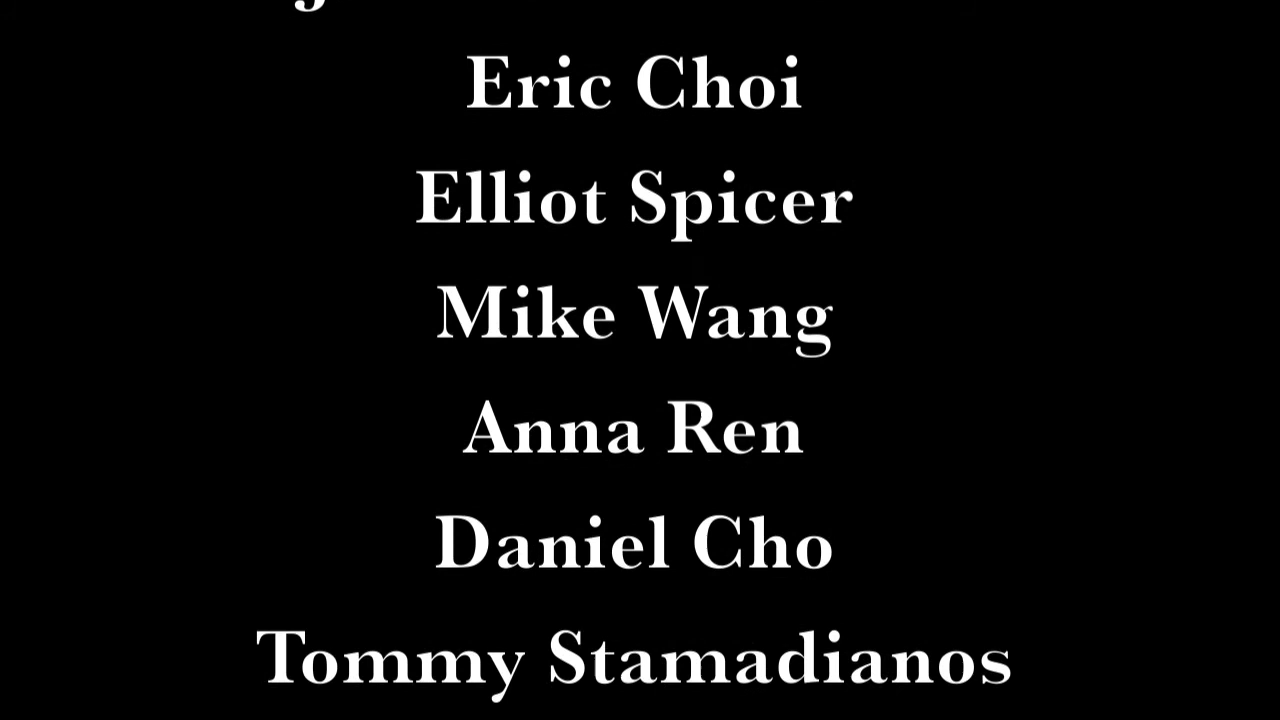 Eric Choi
Elliot Spicer
Mike Wang
Anna Ren
Daniel Cho
Tommy Stamadianos